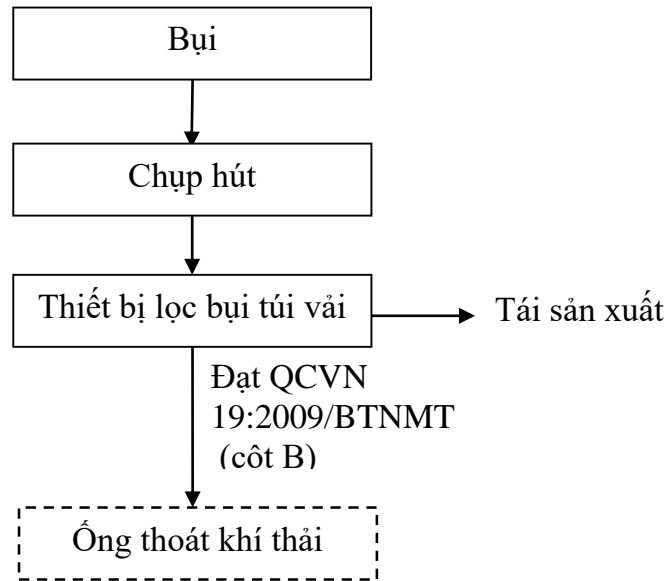 Bụi
Chụp hút
Thiết bị lọc bụi túi vải
Tái sản xuất
Đạt QCVN
19:2009/BTNMT
(côt B)
Ống thoát khí thải